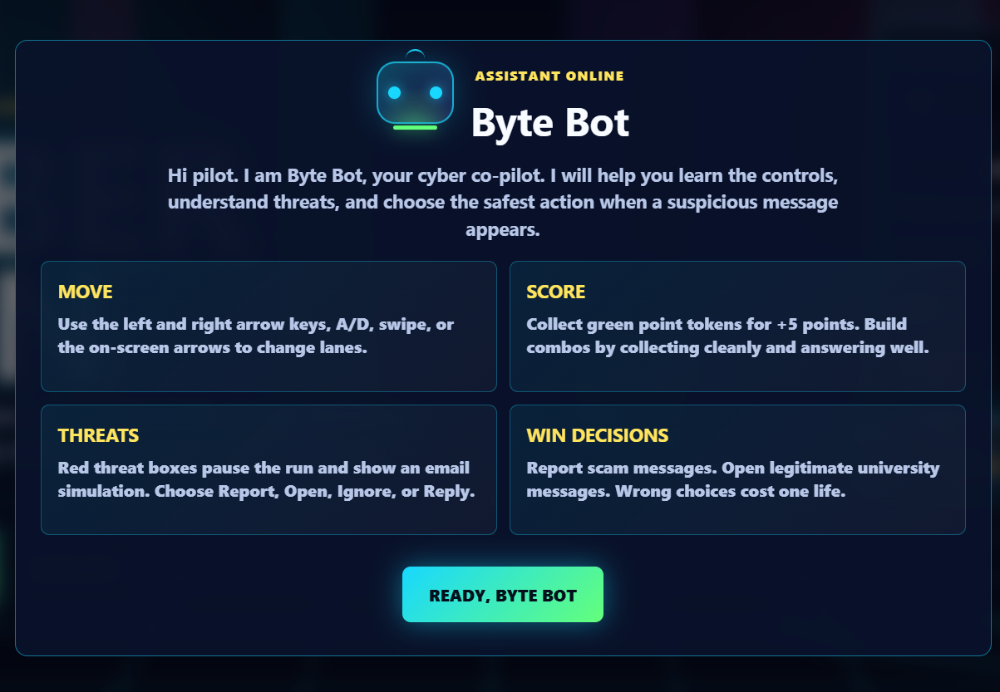 ASSISTANT ONLINE
Byte Bot
Hi pilot. I am Byte Bot, your cyber co-pilot. I will help you learn the controls,
understand threats, and choose the safest action when a suspicious message
appears.
MOVE
Use the left and right arrow keys, A/D, swipe, or
the on-screen arrows to change lanes.
SCORE
Collect green point tokens for +5 points. Build
combos by collecting cleanly and answering well.
THREATS
Red threat boxes pause the run and show an email
simulation. Choose Report, Open, Ignore, or Reply.
WIN DECISIONS
Report scam messages. Open legitimate university
messages. Wrong choices cost one life.
READY, BYTE BOT